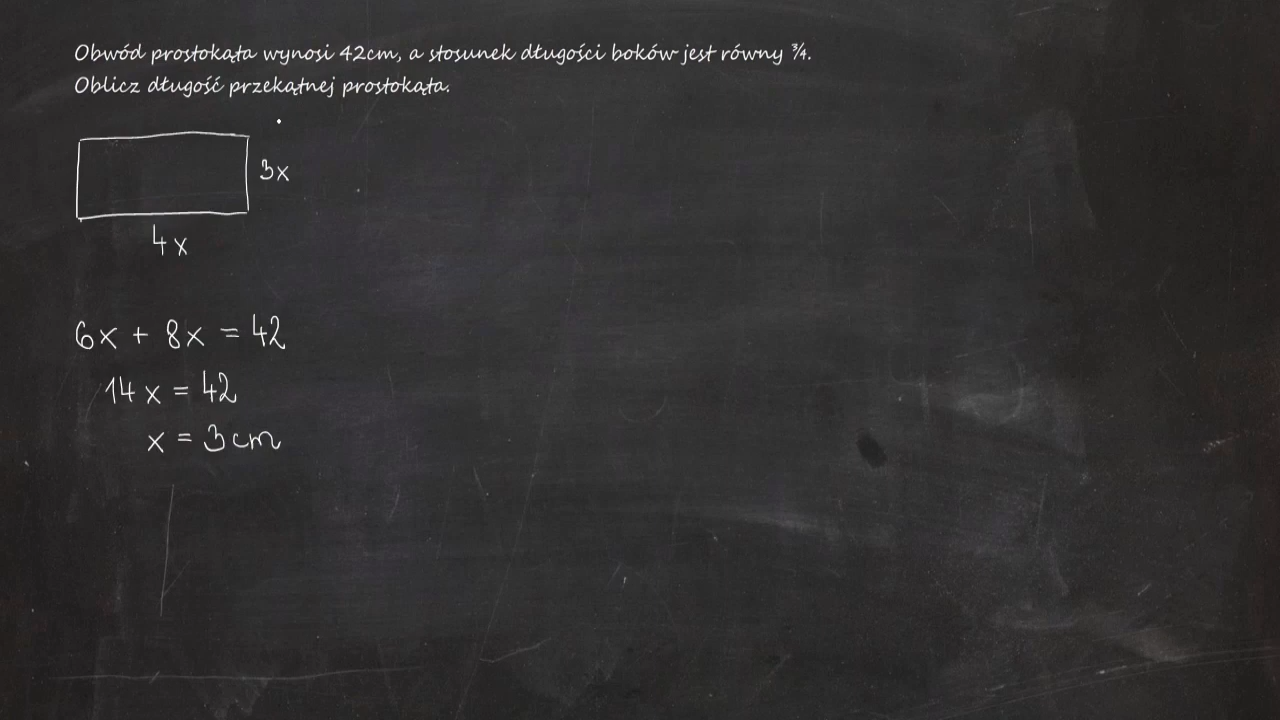 Obwód prostokąta wynosi 42cm, a stosunek długości boków jest równy ¾.
Oblicz długość przekątnej prostokąta.
3x
4x
6x + 8x = 42
14x = 42
x = 3cm